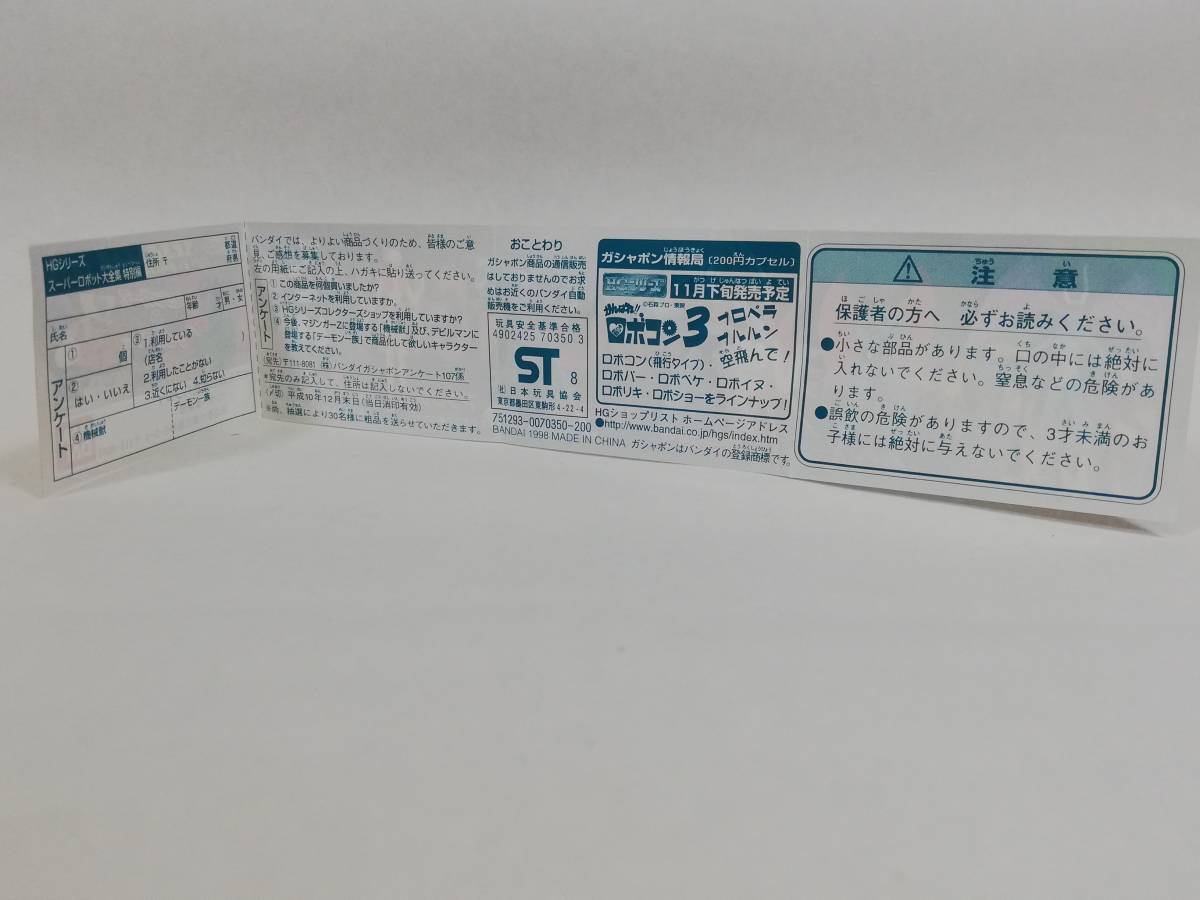 HGシリーズ
スーパーロボット大全集 特別編
住所 〒
都道
府県
氏名
年齢 才
男・女
アンケート
① 個
② はい・いいえ
③ 1.利用している
(店名 )
2.利用したことがない
3.近くにない 4.知らない
④ 機械獣
デーモン一族
バンダイでは、よりよい商品づくりのため、皆様のご意
見、ご感想を募集しております。
左の用紙にご記入の上、ハガキに貼り送ってください。
アンケート
① この商品を何個買いましたか?
② インターネットを利用していますか。
③ HGシリーズコレクターズショップを利用していますか?
④ 今後、マジンガーZに登場する「機械獣」及び、デビルマンに
登場する「デーモン一族」で商品化して欲しいキャラクター
を教えてください。
(宛先)〒111-8081 (株)バンダイガシャポンアンケート107係
※宛先のみ記入して、住所は記入しないでください。
(〆切) 平成10年12月末日(当日消印有効)
※尚、抽選により30名様に粗品を送らせていただきます。
おことわり
ガシャポン商品の通信販売
はしておりませんのでお求
めはお近くのバンダイ自動
販売機をご利用ください。
玩具安全基準合格
4902425 70350 3
ST 8
(社)日本玩具協会
東京都墨田区東駒形4-22-4
751293-0070350-200
BANDAI 1998 MADE IN CHINA
ガシャポンはバンダイの登録商標です。
ガシャポン情報局 (200円カプセル)
11月下旬発売予定
©石森プロ・東映
がんばれ!!
ロボコン3
プロペラ
フルルン
空飛んで!
ロボコン(飛行タイプ)・
ロボパー・ロボペケ・ロボイヌ・
ロボリキ・ロボショーをラインナップ!
HGショップリスト ホームページアドレス
●http://www.bandai.co.jp/hgs/index.htm
注意
保護者の方へ 必ずお読みください。
●小さな部品があります。口の中には絶対に
入れないでください。窒息などの危険があ
ります。
●誤飲の危険がありますので、3才未満のお
子様には絶対に与えないでください。